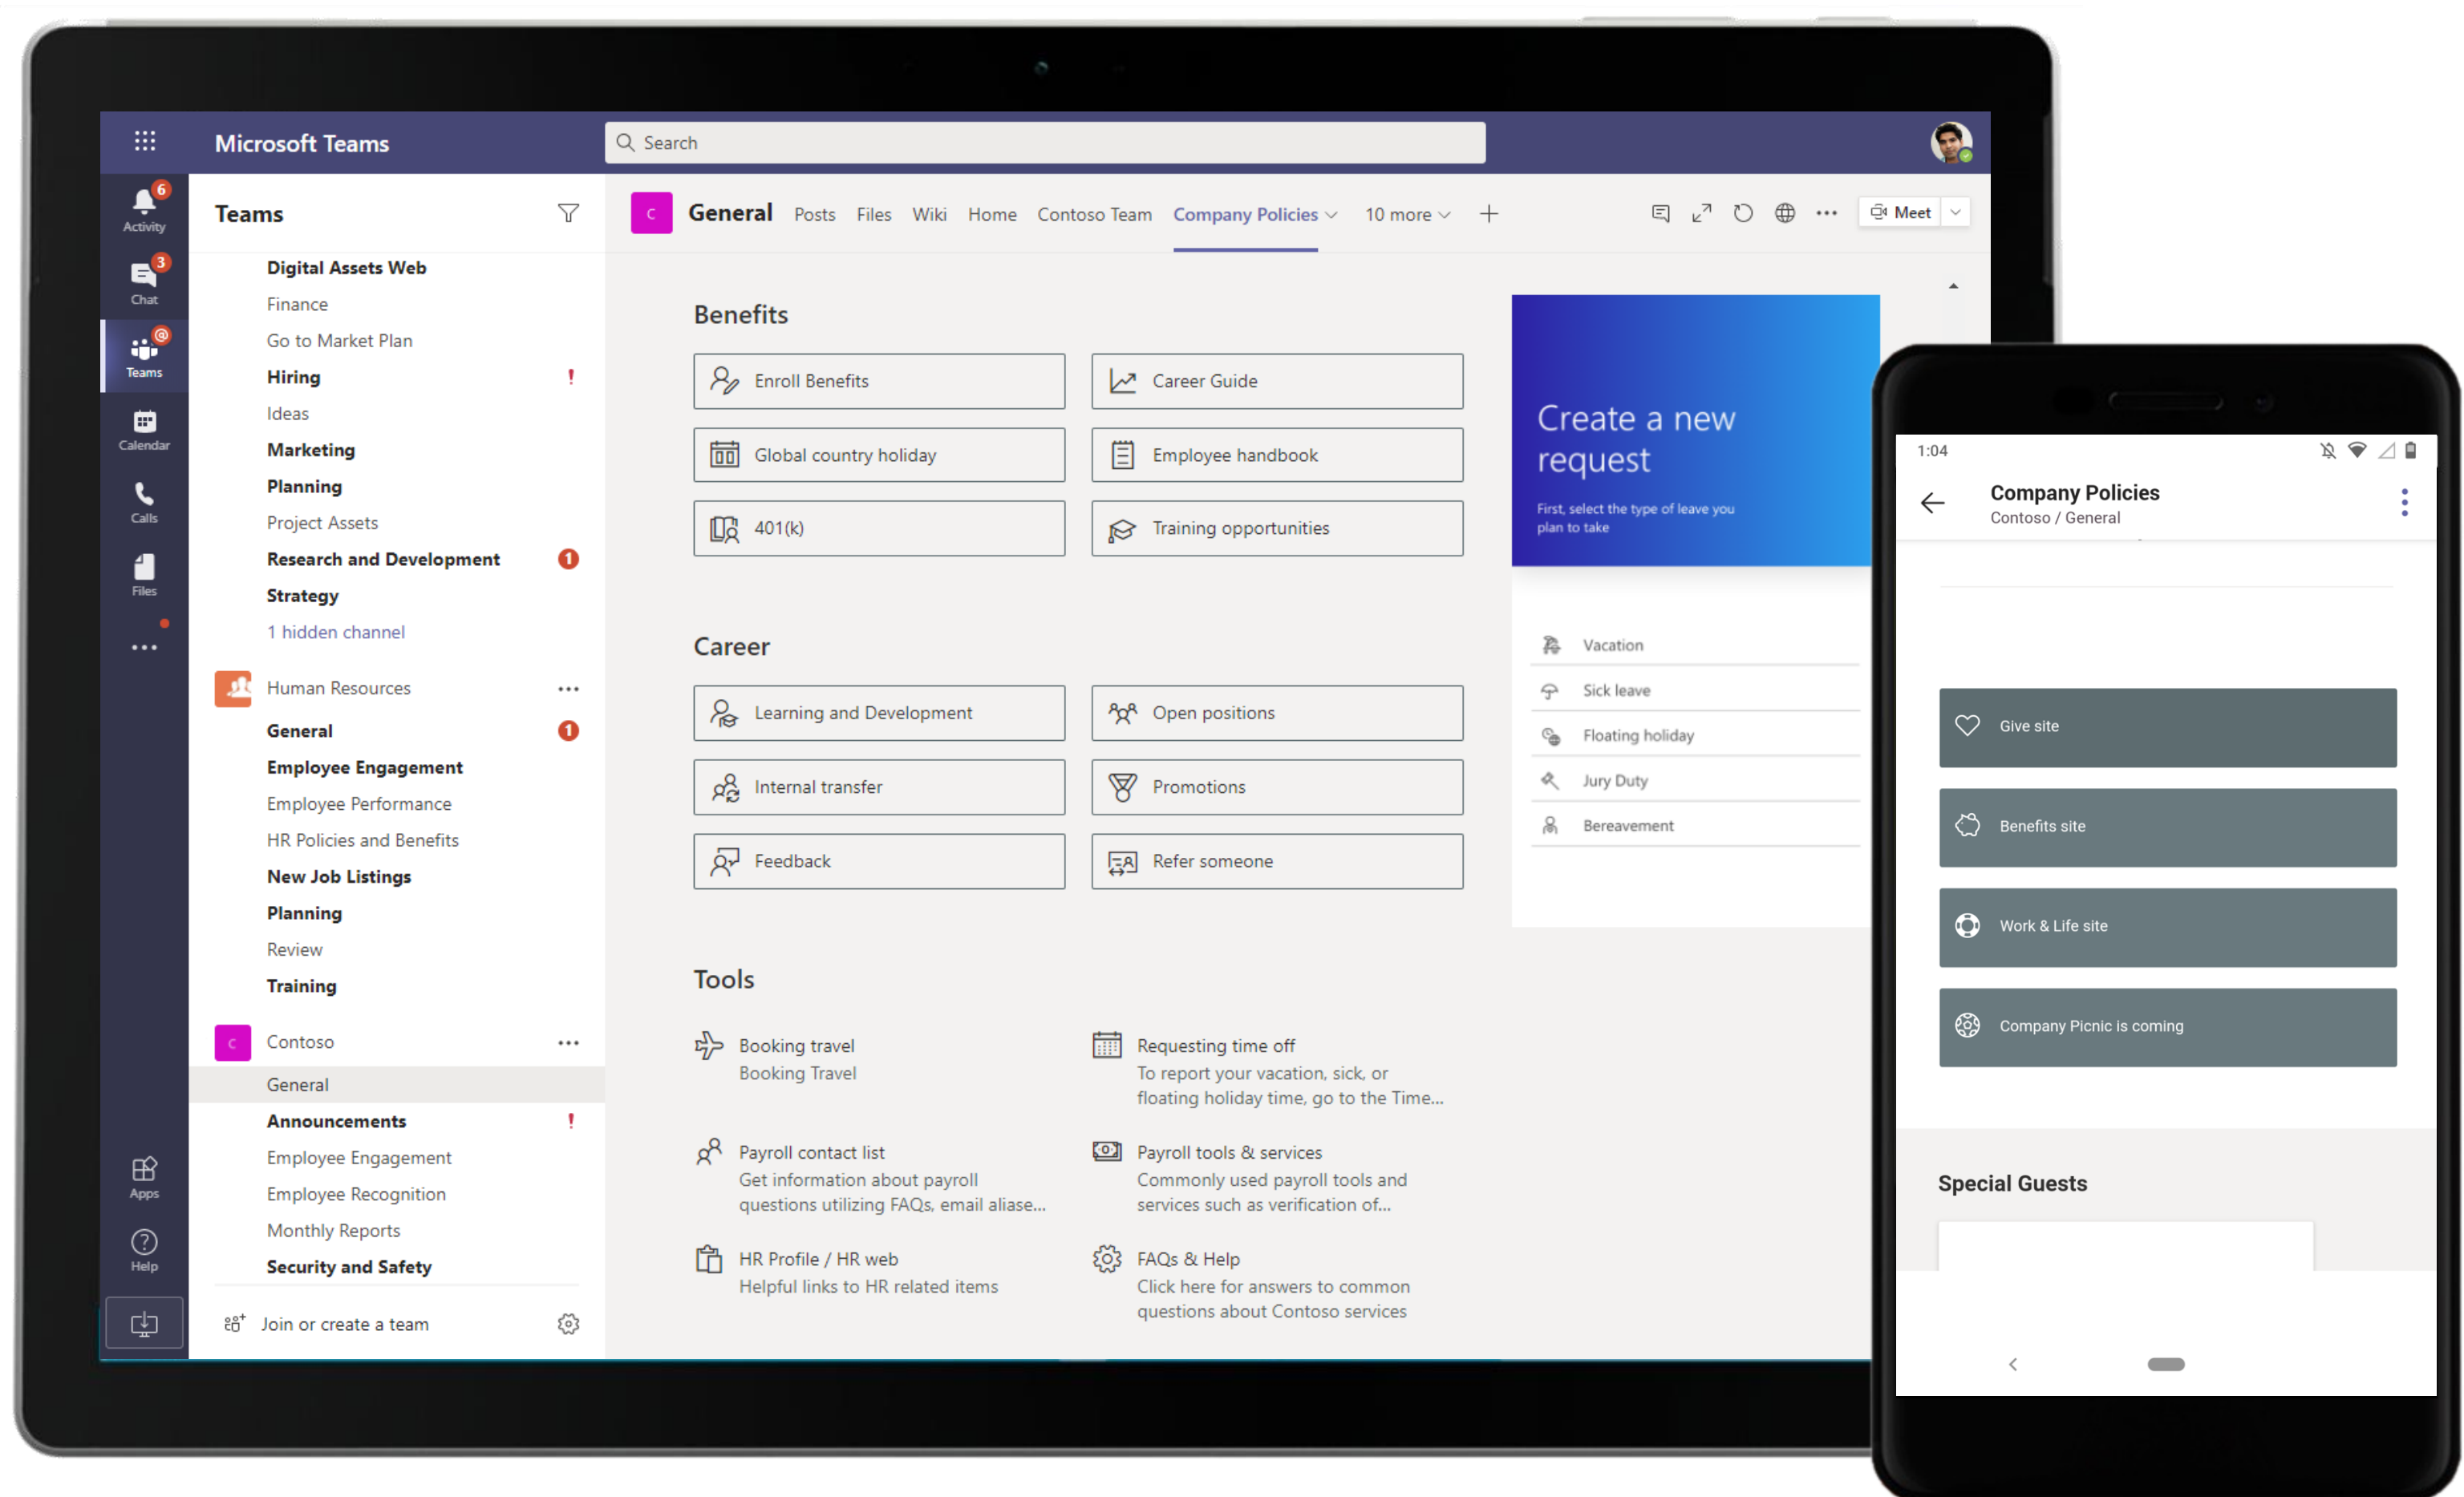 Microsoft Teams
Search
6
Activity
3
Chat
@
Teams
Calendar
Calls
Files
Apps
Help
Teams
Digital Assets Web
Finance
Go to Market Plan
Hiring !
Ideas
Marketing
Planning
Project Assets
Research and Development 1
Strategy
1 hidden channel
Human Resources
General 1
Employee Engagement
Employee Performance
HR Policies and Benefits
New Job Listings
Planning
Review
Training
C Contoso
General
Announcements !
Employee Engagement
Employee Recognition
Monthly Reports
Security and Safety
Join or create a team
C General Posts Files Wiki Home Contoso Team Company Policies 10 more +
Meet
Benefits
Enroll Benefits
Career Guide
Global country holiday
Employee handbook
401(k)
Training opportunities
Career
Learning and Development
Open positions
Internal transfer
Promotions
Feedback
Refer someone
Tools
Booking travel
Booking Travel
Requesting time off
To report your vacation, sick, or
floating holiday time, go to the Time...
Payroll contact list
Get information about payroll
questions utilizing FAQs, email aliase...
Payroll tools & services
Commonly used payroll tools and
services such as verification of...
HR Profile / HR web
Helpful links to HR related items
FAQs & Help
Click here for answers to common
questions about Contoso services
Create a new
request
First, select the type of leave you
plan to take
Vacation
Sick leave
Floating holiday
Jury Duty
Bereavement
1:04
Company Policies
Contoso / General
Give site
Benefits site
Work & Life site
Company Picnic is coming
Special Guests